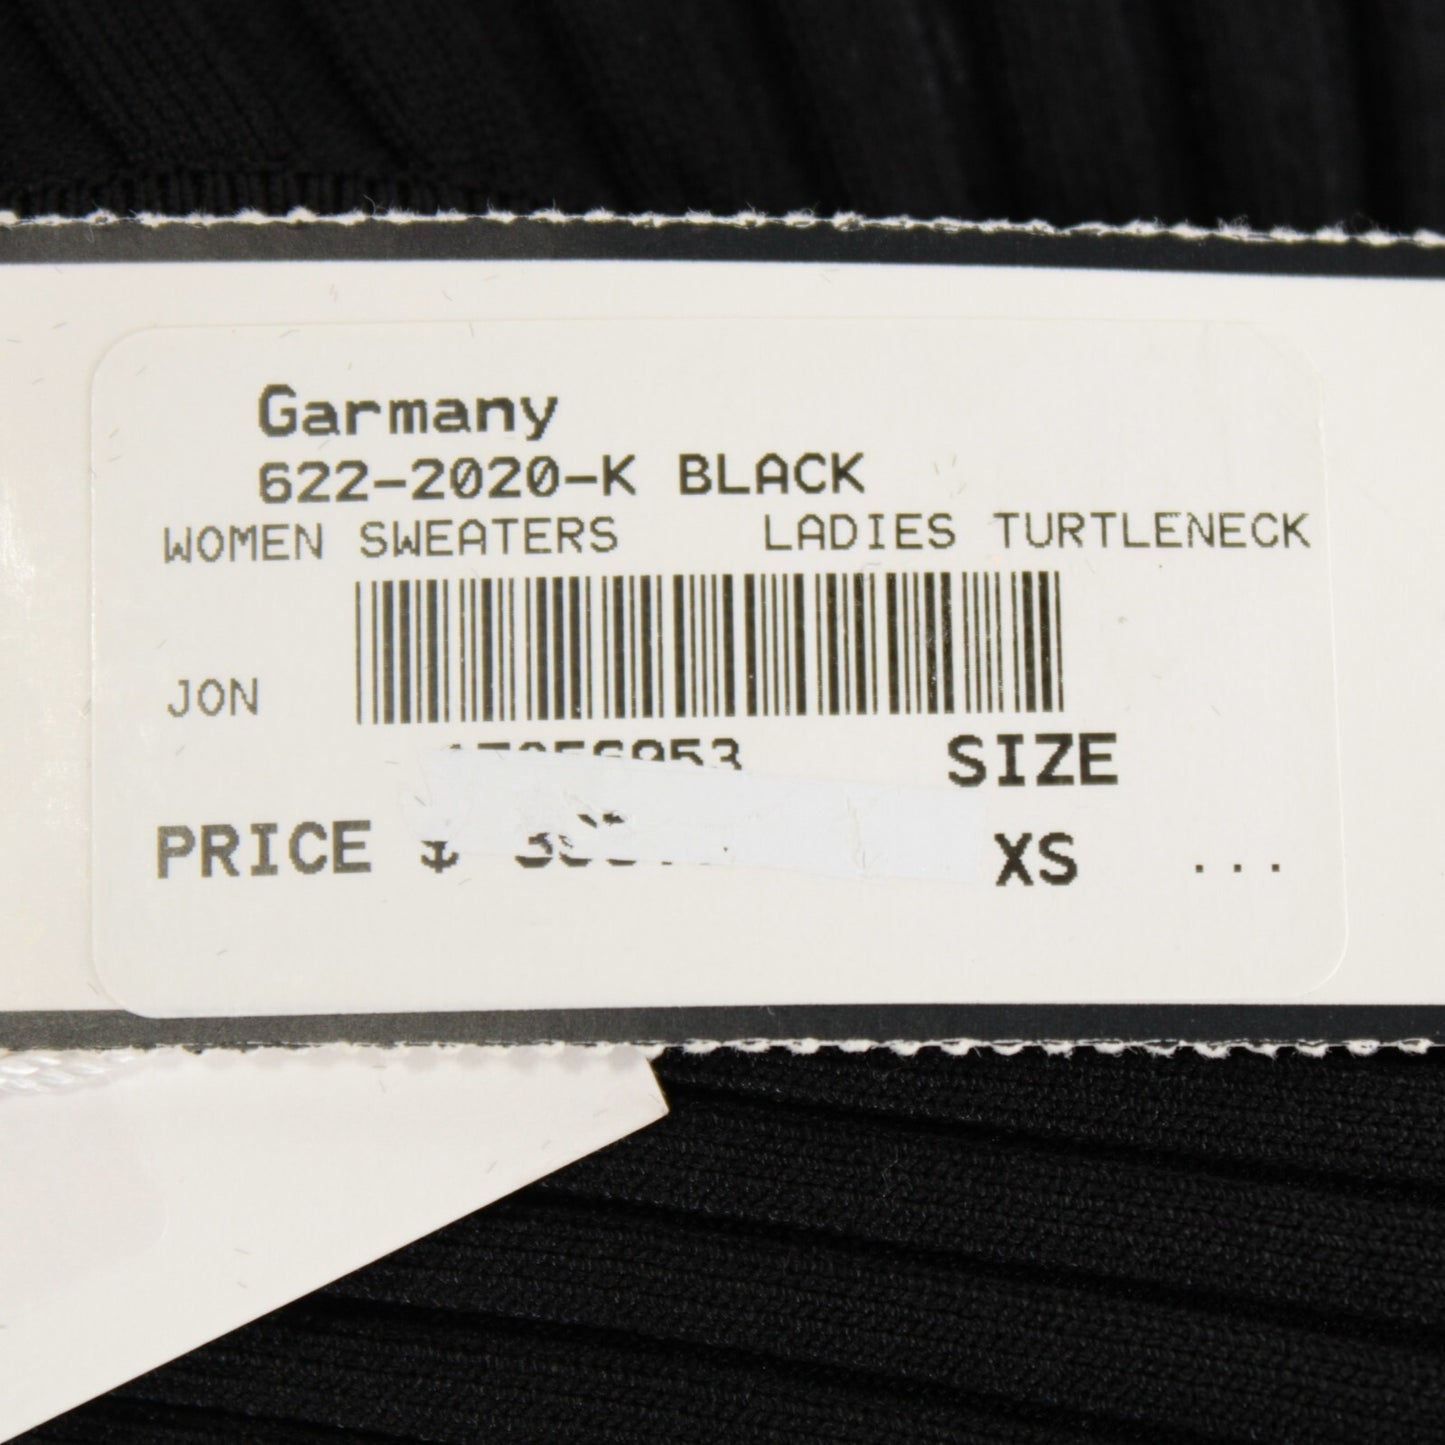 Garmany
622-2020-K BLACK
WOMEN SWEATERS LADIES TURTLENECK
JON
SIZE
PRICE $ XS ...